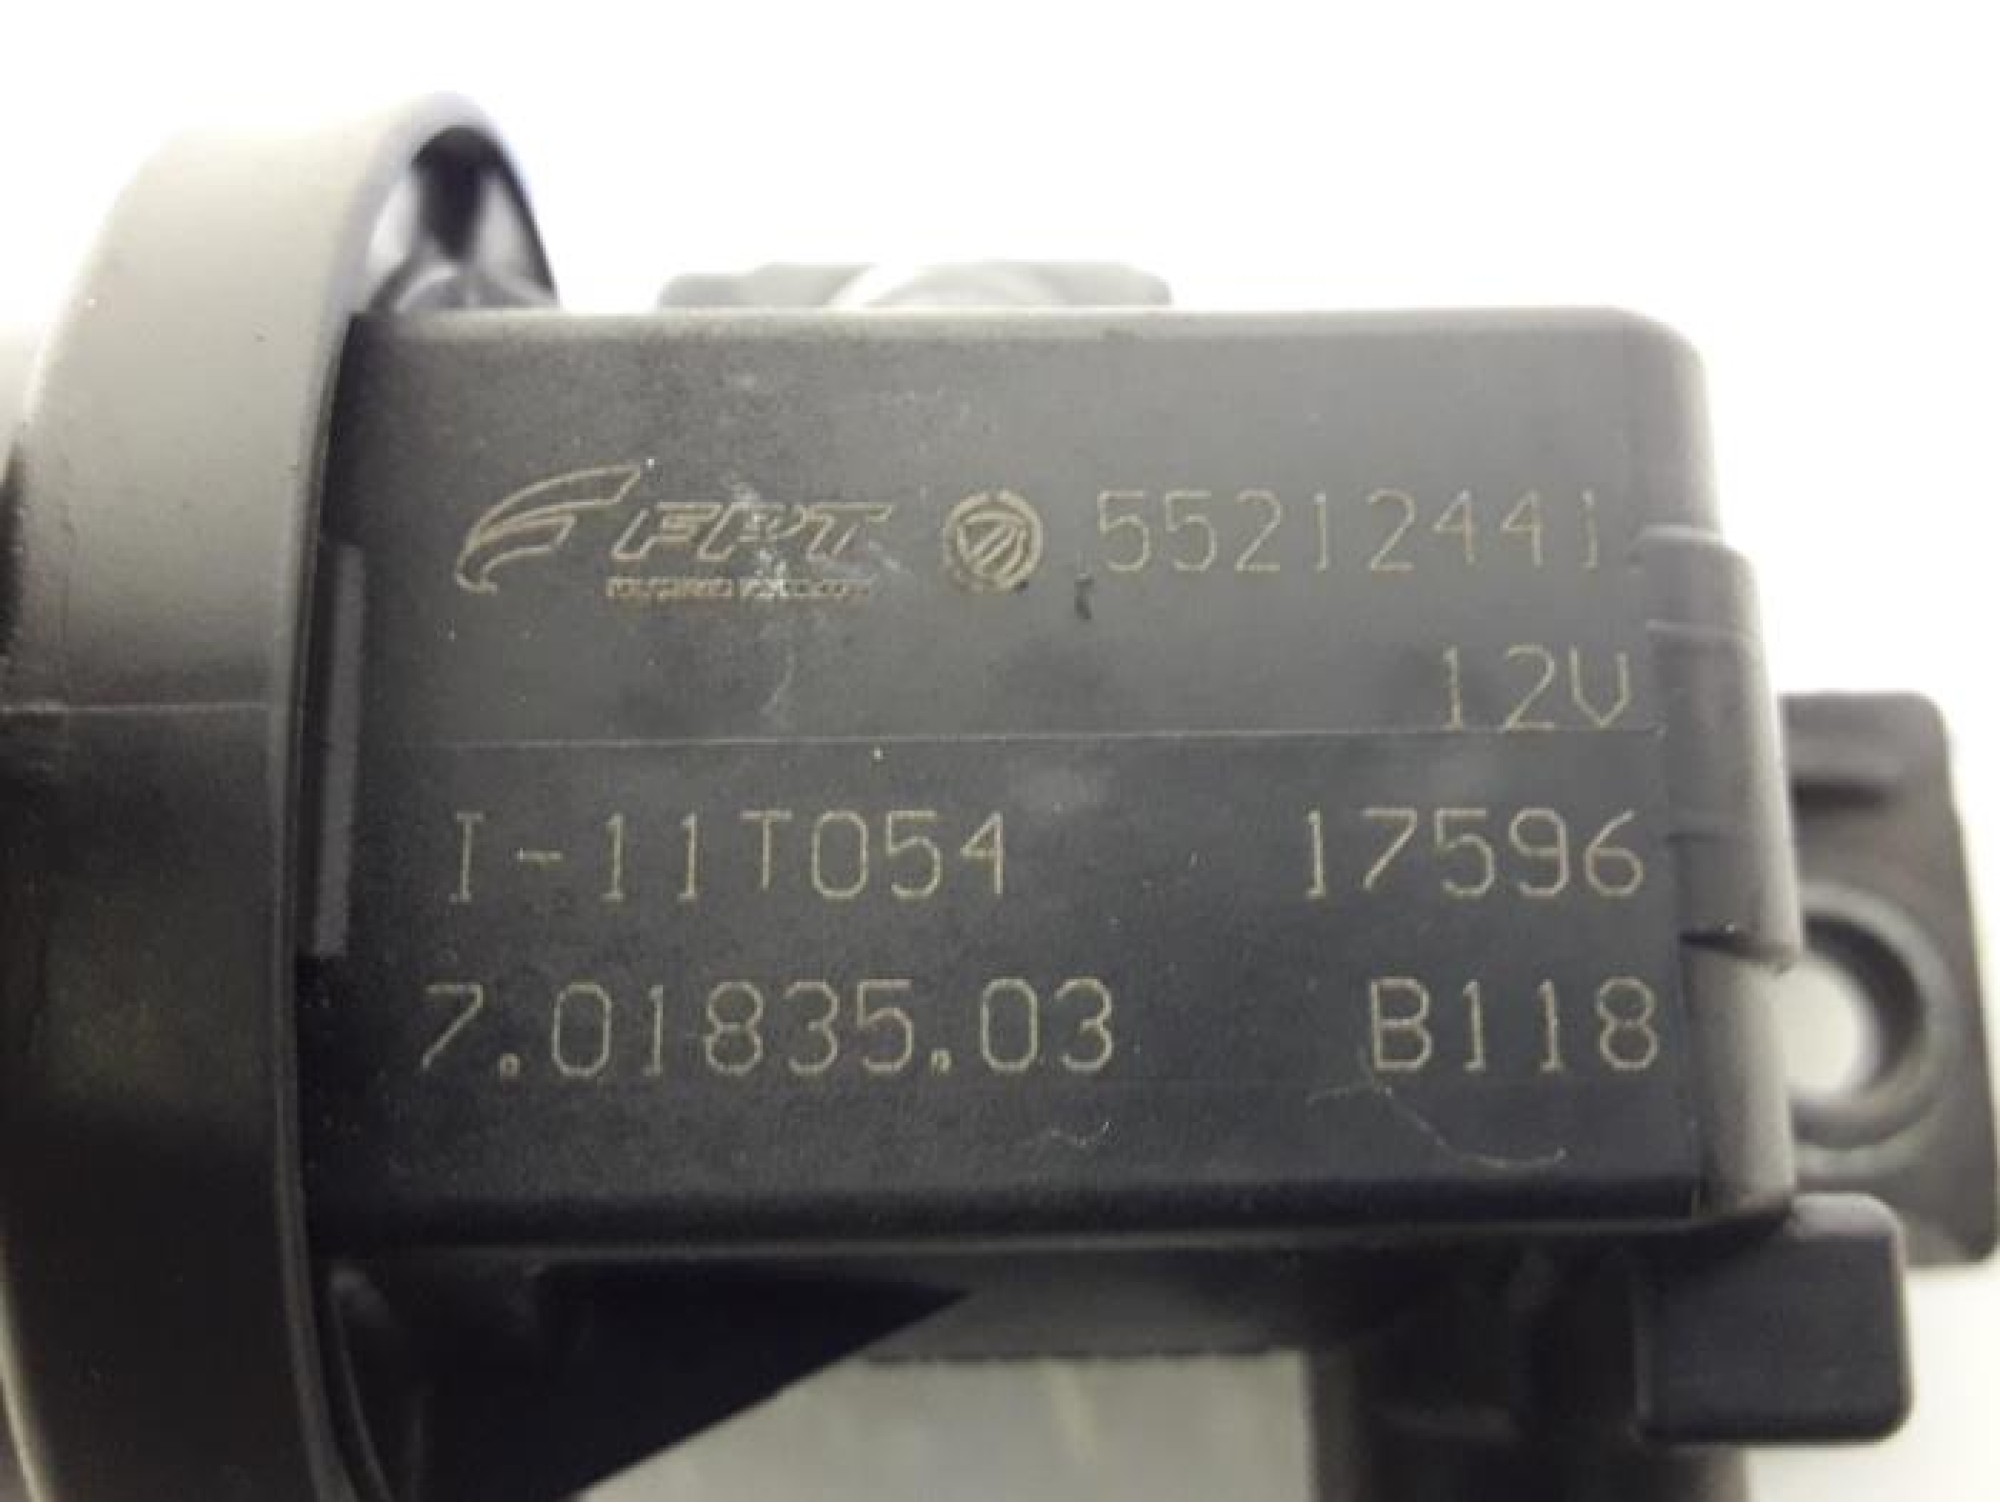 FPT 55212441
12V
I-11T054 17596
7.01835.03 B118